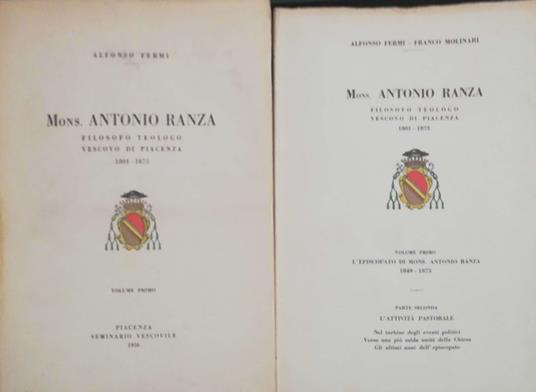 ALFONSO FERMI
Mons. ANTONIO RANZA
FILOSOFO TEOLOGO
VESCOVO DI PIACENZA
1801 - 1875
VOLUME PRIMO
PIACENZA
SEMINARIO VESCOVILE
1956
ALFONSO FERMI - FRANCO MOLINARI
Mons. ANTONIO RANZA
FILOSOFO TEOLOGO
VESCOVO DI PIACENZA
1801 - 1875
VOLUME PRIMO
L'EPISCOPATO DI MONS. ANTONIO RANZA
1849 - 1875
PARTE SECONDA
L'ATTIVITÀ PASTORALE
Nel turbine degli eventi politici
Verso una più salda unità della Chiesa
Gli ultimi anni dell'episcopato